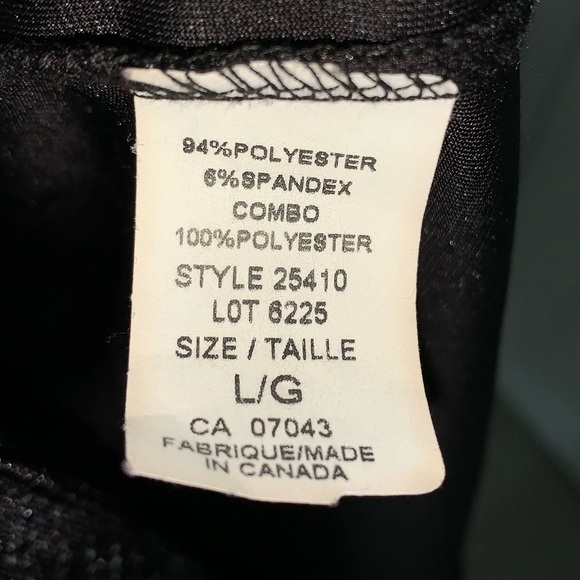 94%POLYESTER
6%SPANDEX
COMBO
100%POLYESTER
STYLE 25410
LOT 6225
SIZE / TAILLE
L/G
CA 07043
FABRIQUE/MADE
IN CANADA